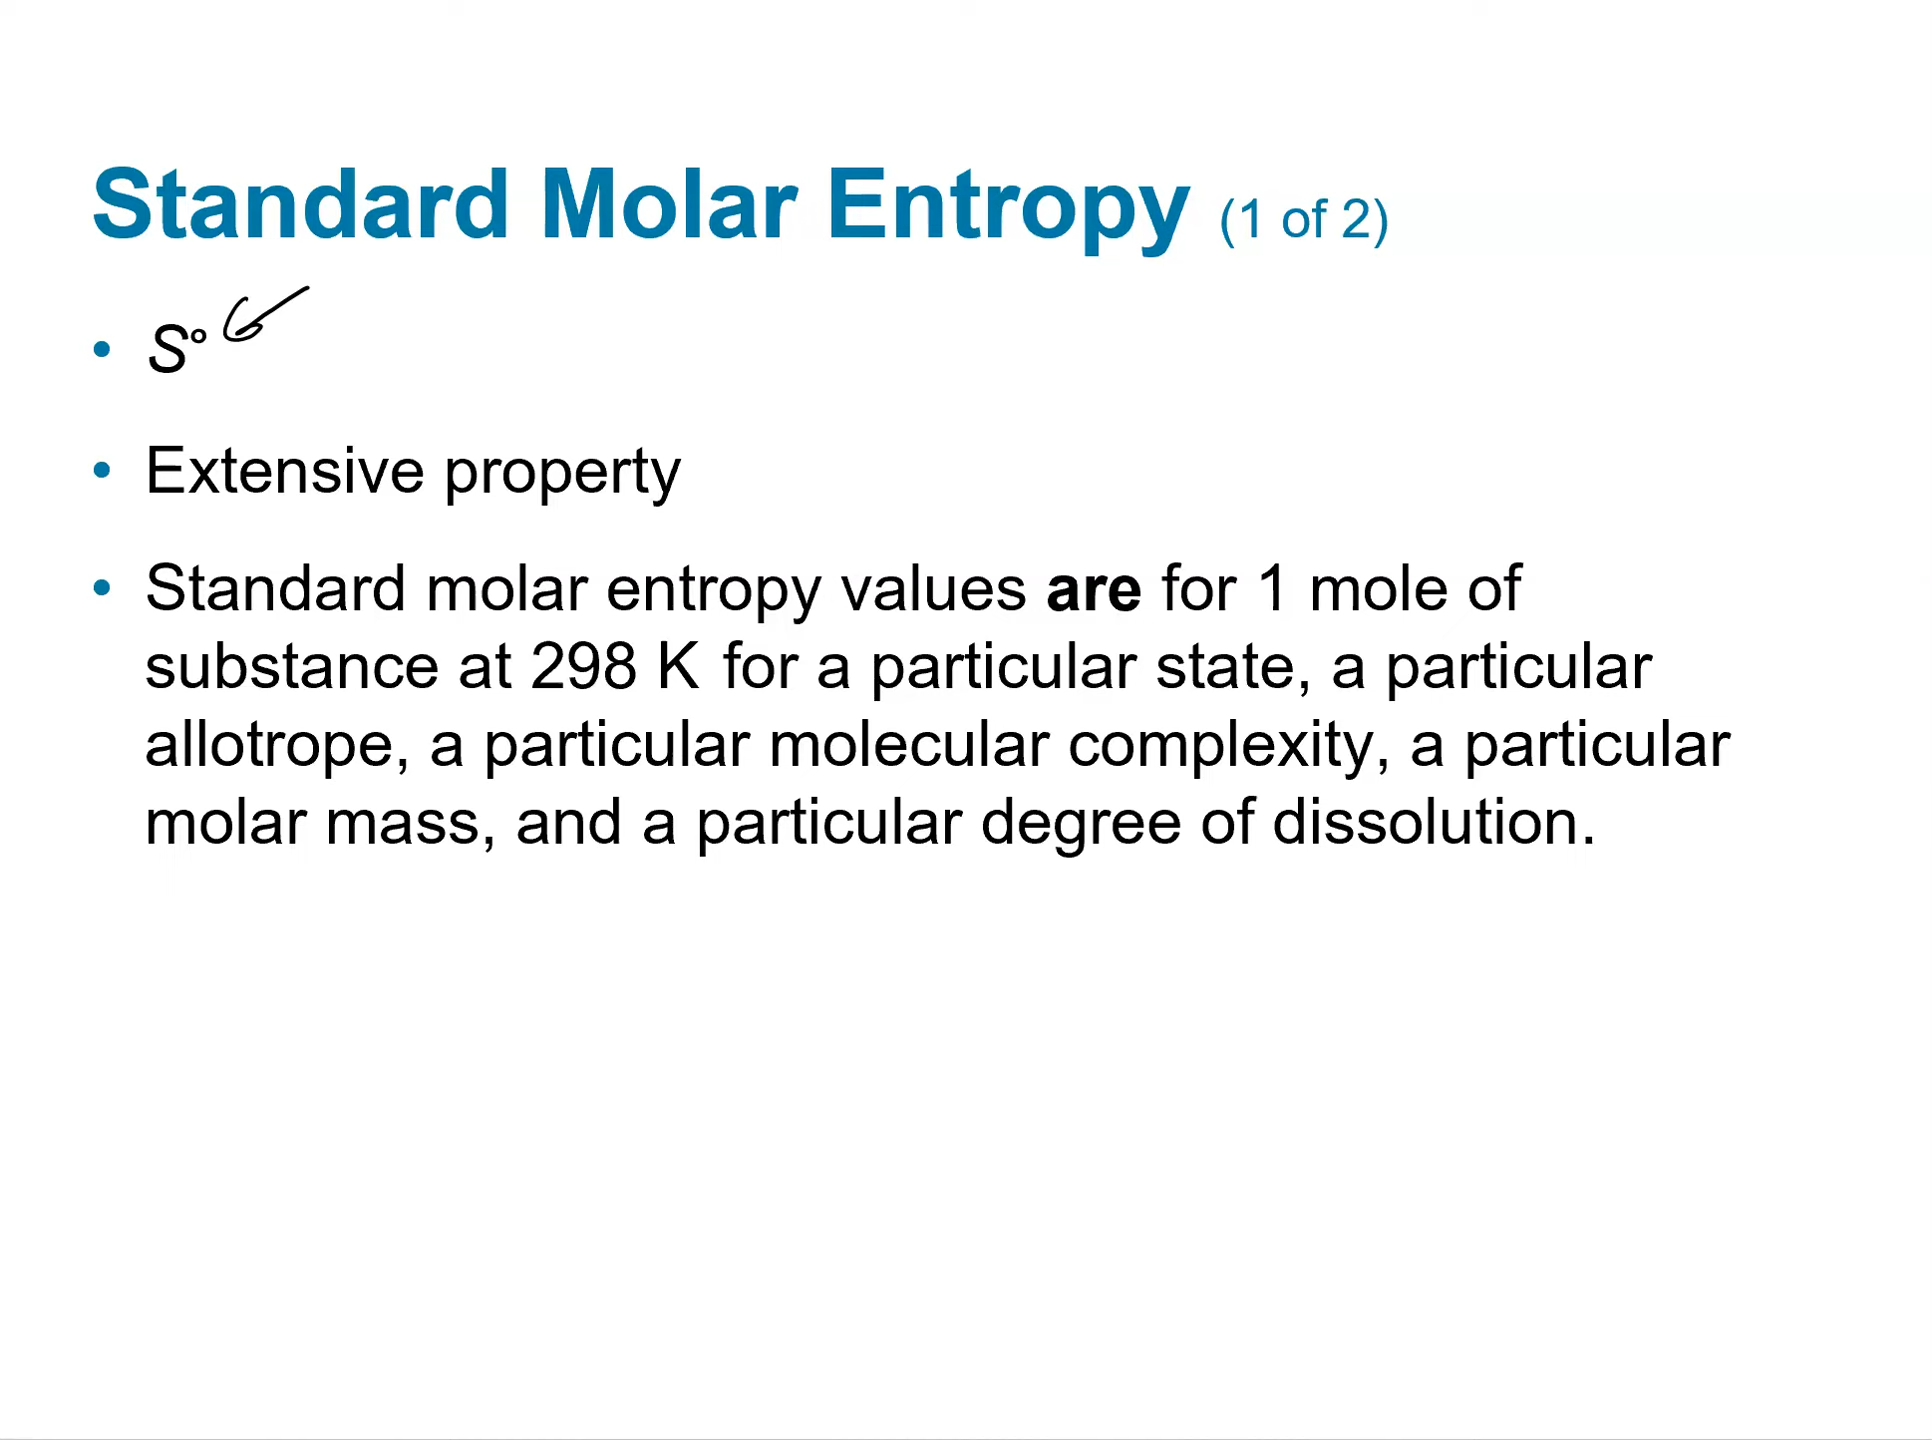 Standard Molar Entropy (1 of 2)
• S°
• Extensive property
• Standard molar entropy values are for 1 mole of
substance at 298 K for a particular state, a particular
allotrope, a particular molecular complexity, a particular
molar mass, and a particular degree of dissolution.